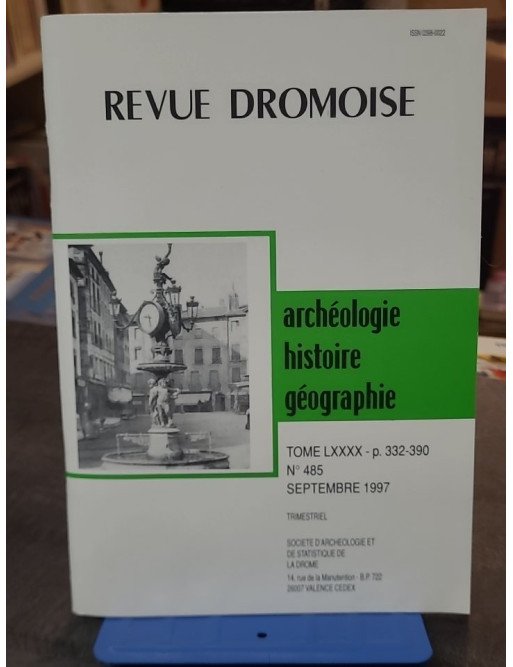 ISSN 0298-0022
REVUE DROMOISE
archéologie
histoire
géographie
TOME LXXXX - p. 332-390
N° 485
SEPTEMBRE 1997
TRIMESTRIEL
SOCIETE D'ARCHEOLOGIE ET
DE STATISTIQUE DE
LA DROME
14, rue de la Manutention - B.P. 722
26007 VALENCE CEDEX